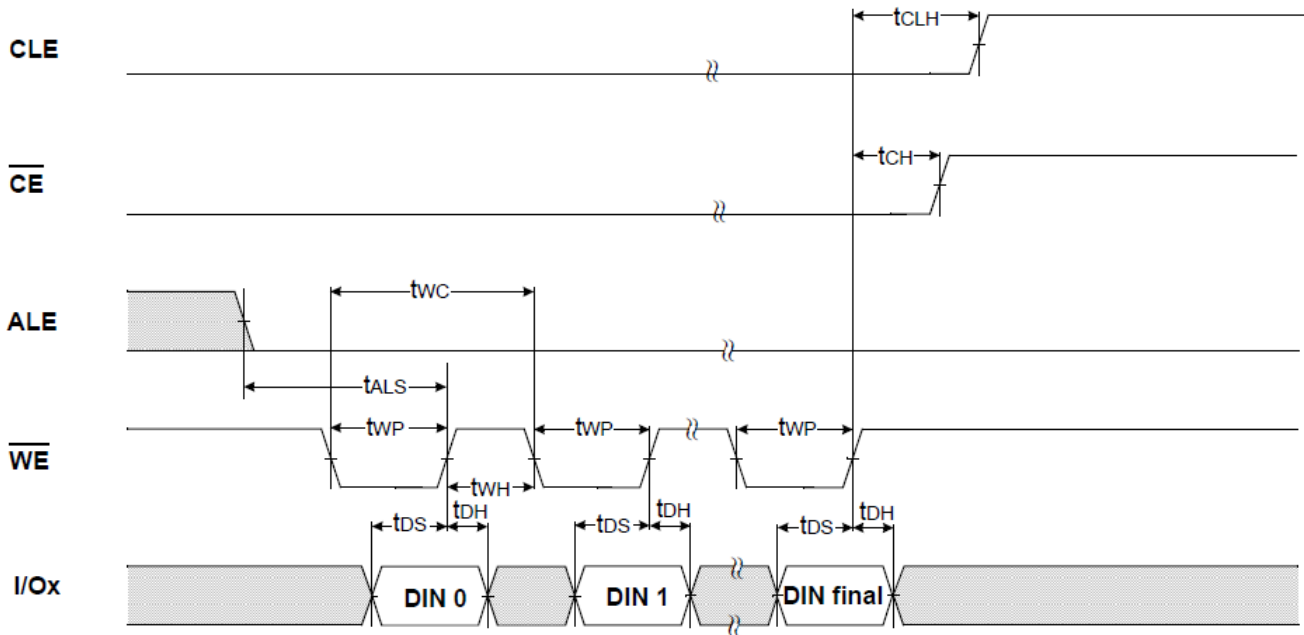 CLE
tCLH
CE
tCH
ALE
tWC
tALS
WE
tWP
tWP
tWP
tWH
tDS
tDH
tDS
tDH
tDS
tDH
I/Ox
DIN 0
DIN 1
DIN final